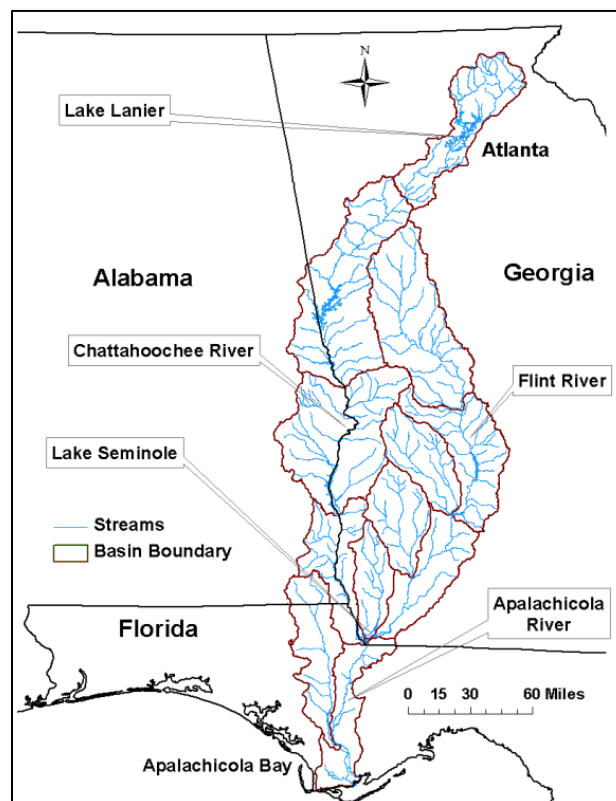 N
Lake Lanier
Atlanta
Alabama
Georgia
Chattahoochee River
Flint River
Lake Seminole
Streams
Basin Boundary
Apalachicola
River
Florida
0 15 30 60 Miles
Apalachicola Bay